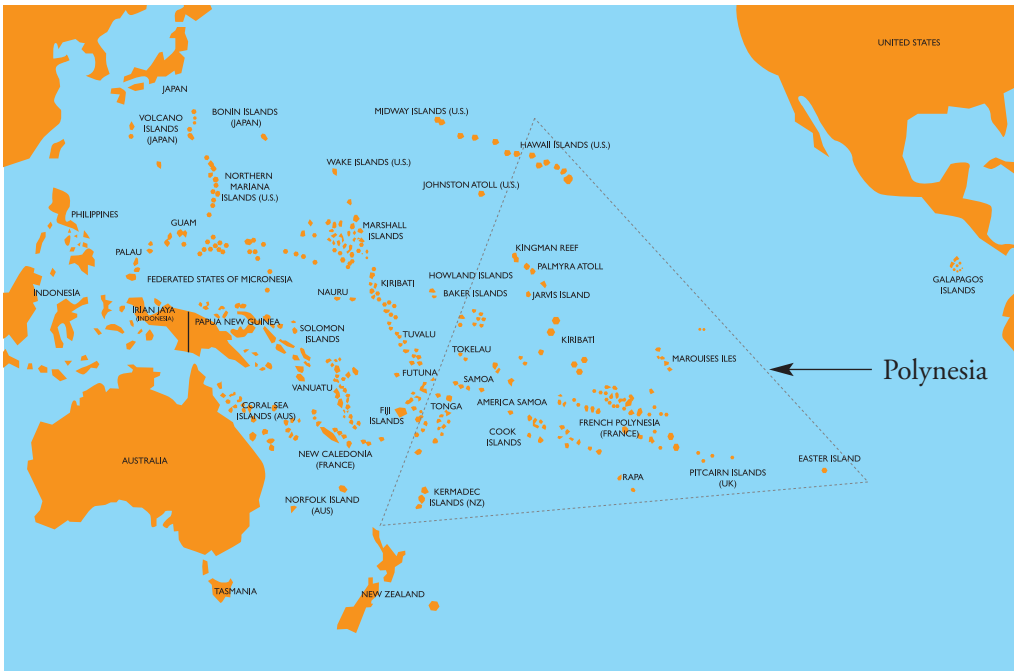 UNITED STATES
JAPAN
MIDWAY ISLANDS (U.S.)
BONIN ISLANDS
(JAPAN)
VOLCANO
ISLANDS
(JAPAN)
HAWAII ISLANDS (U.S.)
WAKE ISLANDS (U.S.)
NORTHERN
MARIANA
ISLANDS (U.S.)
JOHNSTON ATOLL (U.S.)
PHILIPPINES
GUAM
MARSHALL
ISLANDS
PALAU
KINGMAN REEF
PALMYRA ATOLL
HOWLAND ISLANDS
FEDERATED STATES OF MICRONESIA
KIRIBATI
GALAPAGOS
ISLANDS
INDONESIA
NAURU
BAKER ISLANDS
JARVIS ISLAND
IRIAN JAYA
(INDONESIA)
PAPUA NEW GUINEA
SOLOMON
ISLANDS
TUVALU
KIRIBATI
TOKELAU
MAROUISES ILES
Polynesia
FUTUNA
SAMOA
VANUATU
CORAL SEA
ISLANDS (AUS)
FIJI
ISLANDS
TONGA
AMERICA SAMOA
FRENCH POLYNESIA
(FRANCE)
COOK
ISLANDS
NEW CALEDONIA
(FRANCE)
AUSTRALIA
EASTER ISLAND
RAPA
PITCAIRN ISLANDS
(UK)
NORFOLK ISLAND
(AUS)
KERMADEC
ISLANDS (NZ)
TASMANIA
NEW ZEALAND